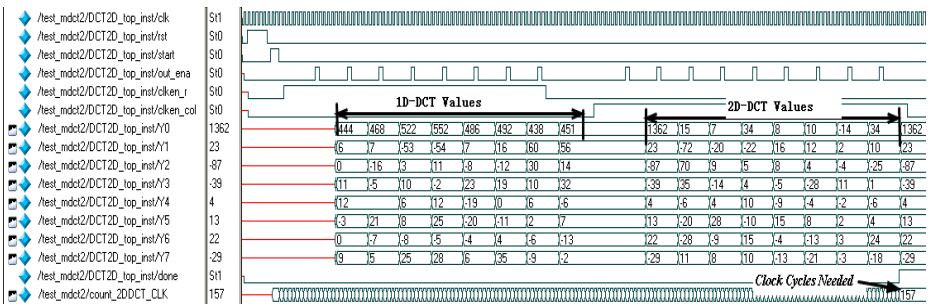 /test_mdct2/DCT2D_top_inst/clk St1
/test_mdct2/DCT2D_top_inst/rst St0
/test_mdct2/DCT2D_top_inst/start St0
/test_mdct2/DCT2D_top_inst/out_ena St0
/test_mdct2/DCT2D_top_inst/clken_r St0
/test_mdct2/DCT2D_top_inst/clken_col St0
1D-DCT Values 2D-DCT Values
/test_mdct2/DCT2D_top_inst/Y0 1362 444 468 522 552 486 492 438 451 1362 15 7 34 8 10 -14 34 1362
/test_mdct2/DCT2D_top_inst/Y1 23 6 7 -53 -54 7 16 60 56 23 -72 -20 -22 16 12 2 10 23
/test_mdct2/DCT2D_top_inst/Y2 -87 0 -16 3 11 -8 -12 30 14 -87 70 9 5 8 4 -4 -25 -87
/test_mdct2/DCT2D_top_inst/Y3 -39 11 -5 10 -2 23 19 10 32 -39 35 -14 4 -5 -28 11 1 -39
/test_mdct2/DCT2D_top_inst/Y4 4 12 6 12 -19 0 6 -6 4 -6 4 10 -9 -4 -2 -6 4
/test_mdct2/DCT2D_top_inst/Y5 13 -3 21 8 25 -20 -11 2 7 13 -20 28 -10 15 8 2 4 13
/test_mdct2/DCT2D_top_inst/Y6 22 0 -7 -8 -5 -4 4 -6 -13 22 -28 -9 15 -4 -13 3 24 22
/test_mdct2/DCT2D_top_inst/Y7 -29 9 5 25 28 6 35 -9 -2 -29 11 8 10 -13 -21 -3 -18 -29
/test_mdct2/DCT2D_top_inst/done St1
Clock Cycles Needed
/test_mdct2/count_2DDCT_CLK 157 157